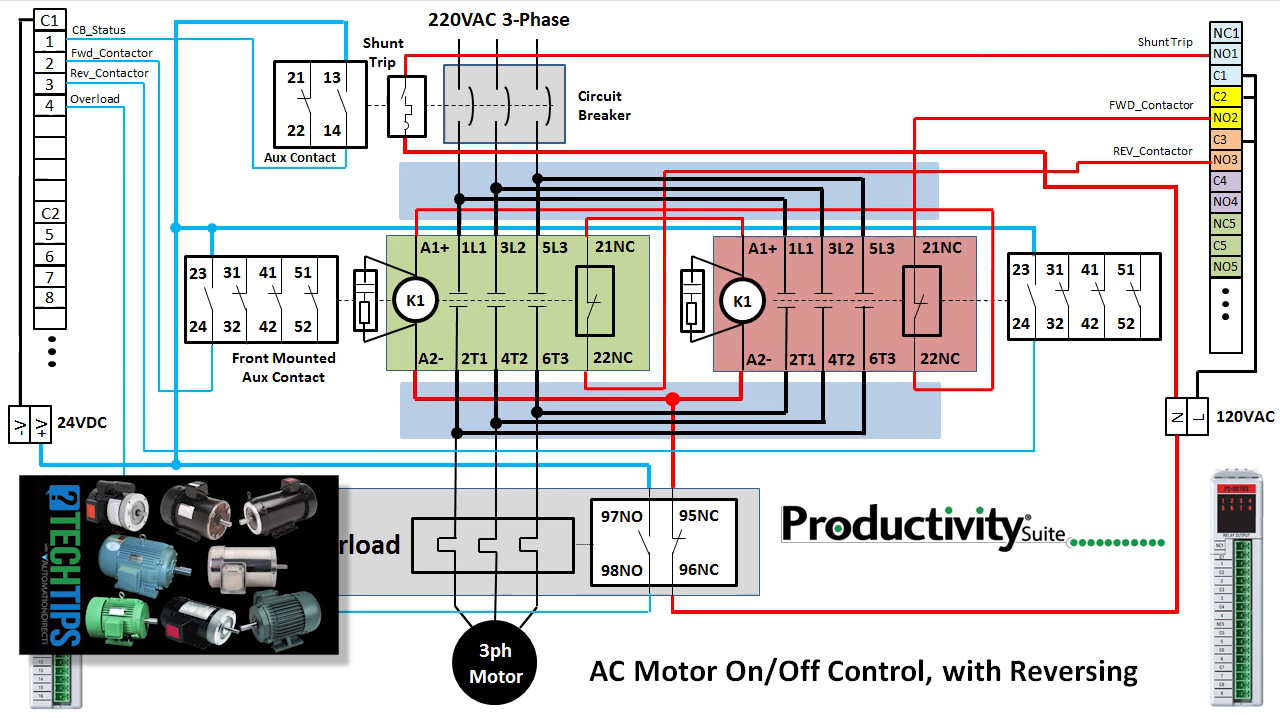 220VAC 3-Phase
C1
1
2
3
4
C2
5
6
7
8
CB_Status
Fwd_Contactor
Rev_Contactor
Overload
21 13
22 14
Aux Contact
Shunt
Trip
Circuit
Breaker
ShuntTrip
FWD_Contactor
REV_Contactor
NC1
NO1
C1
C2
NO2
C3
NO3
C4
NO4
NC5
C5
NO5
23 31 41 51
24 32 42 52
Front Mounted
Aux Contact
A1+ 1L1 3L2 5L3 21NC
K1
A2- 2T1 4T2 6T3 22NC
A1+ 1L1 3L2 5L3 21NC
K1
A2- 2T1 4T2 6T3 22NC
23 31 41 51
24 32 42 52
-V +V 24VDC
N L 120VAC
rload
97NO 95NC
98NO 96NC
Productivity®
Suite
TECHTIPS
AUTOMATIONDIRECT
RELAY OUTPUT
3ph
Motor
AC Motor On/Off Control, with Reversing